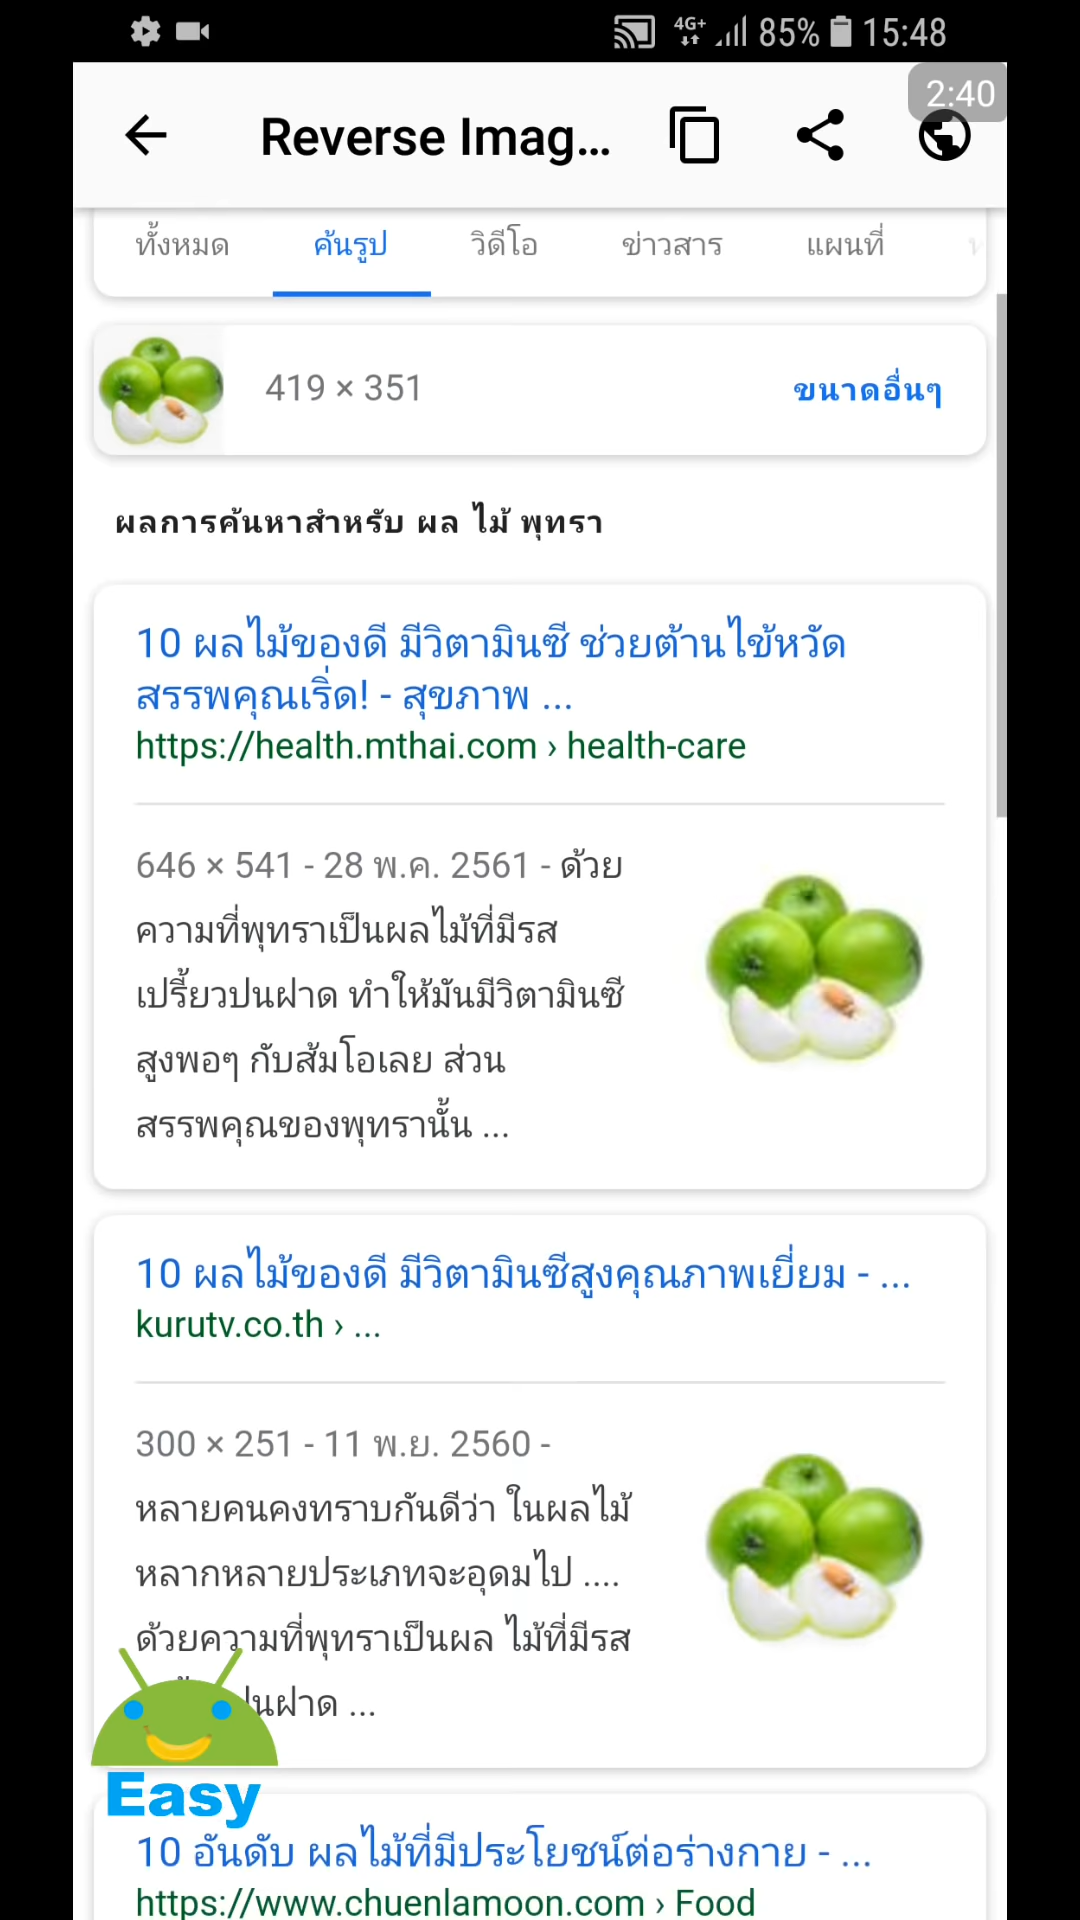 4G+ 85% 15:48
2:40
Reverse Imag...
ทั้งหมด ค้นรูป วิดีโอ ข่าวสาร แผนที่
419 × 351 ขนาดอื่นๆ
ผลการค้นหาสำหรับ ผล ไม้ พุทรา
10 ผลไม้ของดี มีวิตามินซี ช่วยต้านไข้หวัด
สรรพคุณเริ่ด! - สุขภาพ ...
https://health.mthai.com › health-care
646 × 541 - 28 พ.ค. 2561 - ด้วย
ความที่พุทราเป็นผลไม้ที่มีรส
เปรี้ยวปนฝาด ทำให้มันมีวิตามินซี
สูงพอๆ กับส้มโอเลย ส่วน
สรรพคุณของพุทรานั้น ...
10 ผลไม้ของดี มีวิตามินซีสูงคุณภาพเยี่ยม - ...
kurutv.co.th › ...
300 × 251 - 11 พ.ย. 2560 -
หลายคนคงทราบกันดีว่า ในผลไม้
หลากหลายประเภทจะอุดมไป ....
ด้วยความที่พุทราเป็นผล ไม้ที่มีรส
ปนฝาด ...
Easy
10 อันดับ ผลไม้ที่มีประโยชน์ต่อร่างกาย - ...
https://www.chuenlamoon.com › Food